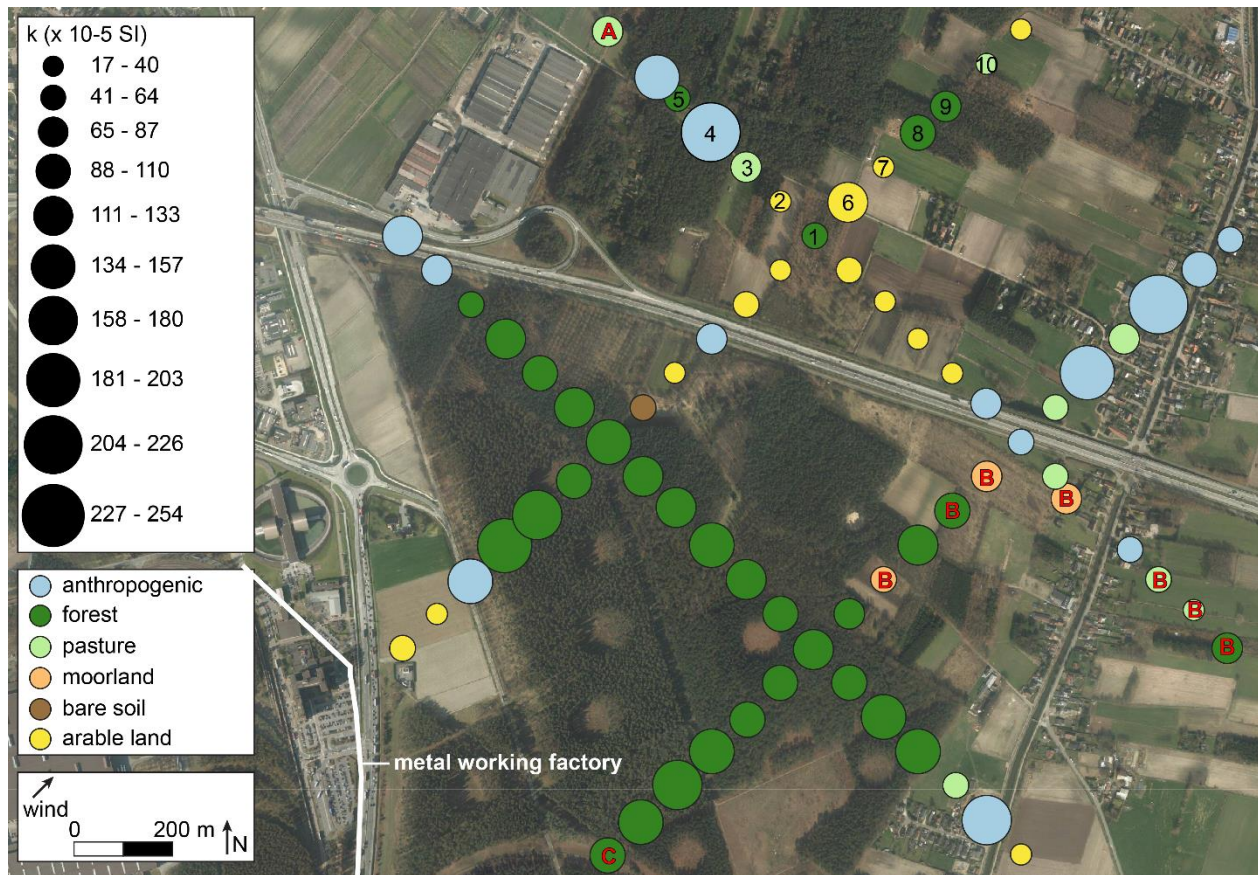 k (x 10-5 SI)
17 - 40
41 - 64
65 - 87
88 - 110
111 - 133
134 - 157
158 - 180
181 - 203
204 - 226
227 - 254
anthropogenic
forest
pasture
moorland
bare soil
arable land
wind
0 200 m N
metal working factory
A
5
4
3
2
1
6
7
8
9
10
B
B
B
B
B
B
B
C